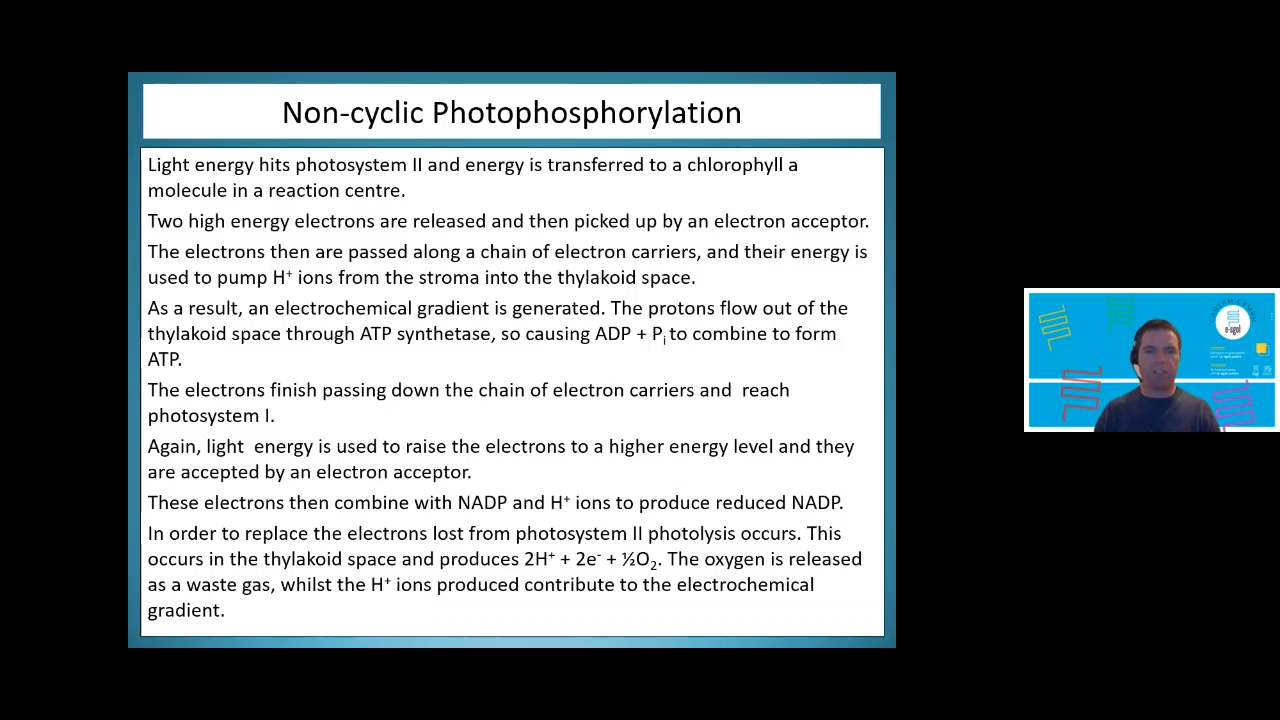 Non-cyclic Photophosphorylation
Light energy hits photosystem II and energy is transferred to a chlorophyll a
molecule in a reaction centre.
Two high energy electrons are released and then picked up by an electron acceptor.
The electrons then are passed along a chain of electron carriers, and their energy is
used to pump H⁺ ions from the stroma into the thylakoid space.
As a result, an electrochemical gradient is generated. The protons flow out of the
thylakoid space through ATP synthetase, so causing ADP + Pᵢ to combine to form
ATP.
The electrons finish passing down the chain of electron carriers and  reach
photosystem I.
Again, light  energy is used to raise the electrons to a higher energy level and they
are accepted by an electron acceptor.
These electrons then combine with NADP and H⁺ ions to produce reduced NADP.
In order to replace the electrons lost from photosystem II photolysis occurs. This
occurs in the thylakoid space and produces 2H⁺ + 2e⁻ + ½O₂. The oxygen is released
as a waste gas, whilst the H⁺ ions produced contribute to the electrochemical
gradient.
e-sgol